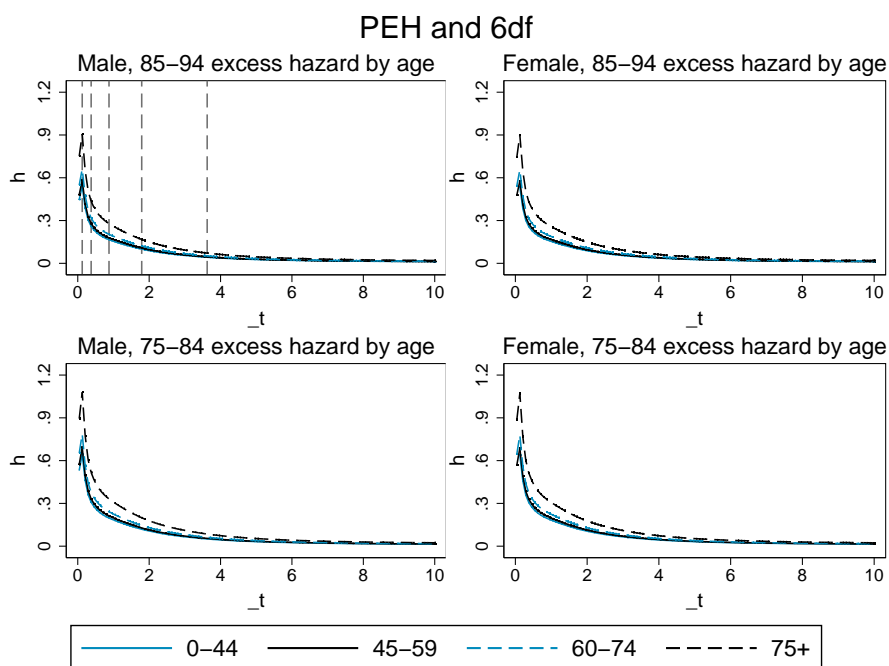 PEH and 6df
Male, 85−94 excess hazard by age
1.2
.9
.6
.3
0
h
0 2 4 6 8 10
_t
Female, 85−94 excess hazard by age
1.2
.9
.6
.3
0
h
0 2 4 6 8 10
_t
Male, 75−84 excess hazard by age
1.2
.9
.6
.3
0
h
0 2 4 6 8 10
_t
Female, 75−84 excess hazard by age
1.2
.9
.6
.3
0
h
0 2 4 6 8 10
_t
0−44 45−59 60−74 75+